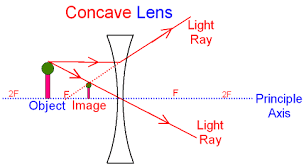 Concave Lens
Light
Ray
2F
F
F
2F
Principle
Axis
Object
Image
Light
Ray